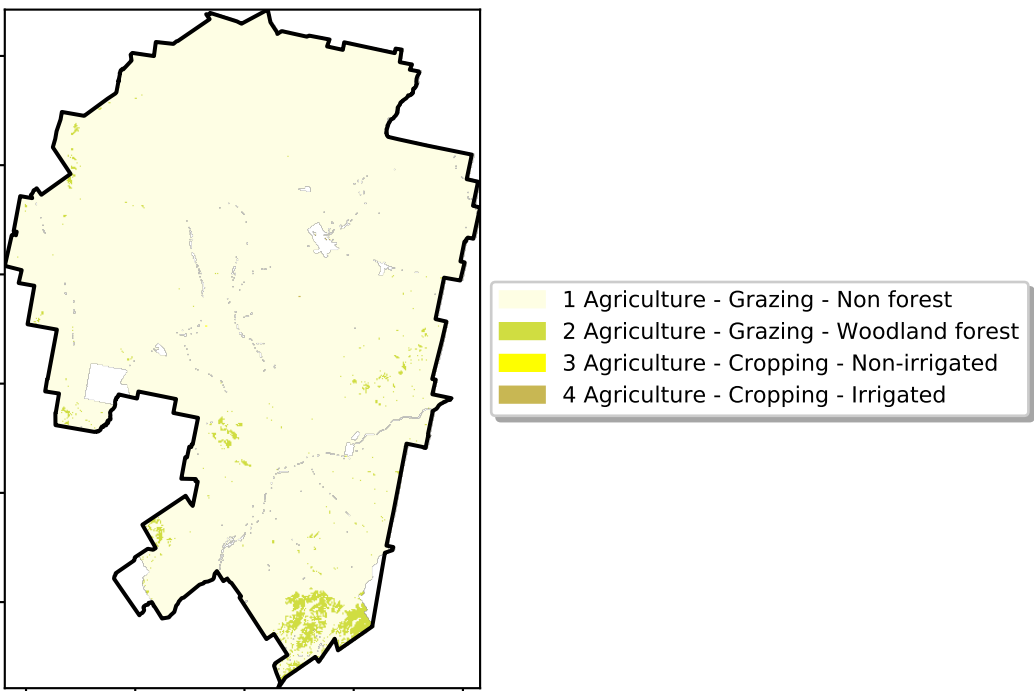 1 Agriculture - Grazing - Non forest
2 Agriculture - Grazing - Woodland forest
3 Agriculture - Cropping - Non-irrigated
4 Agriculture - Cropping - Irrigated